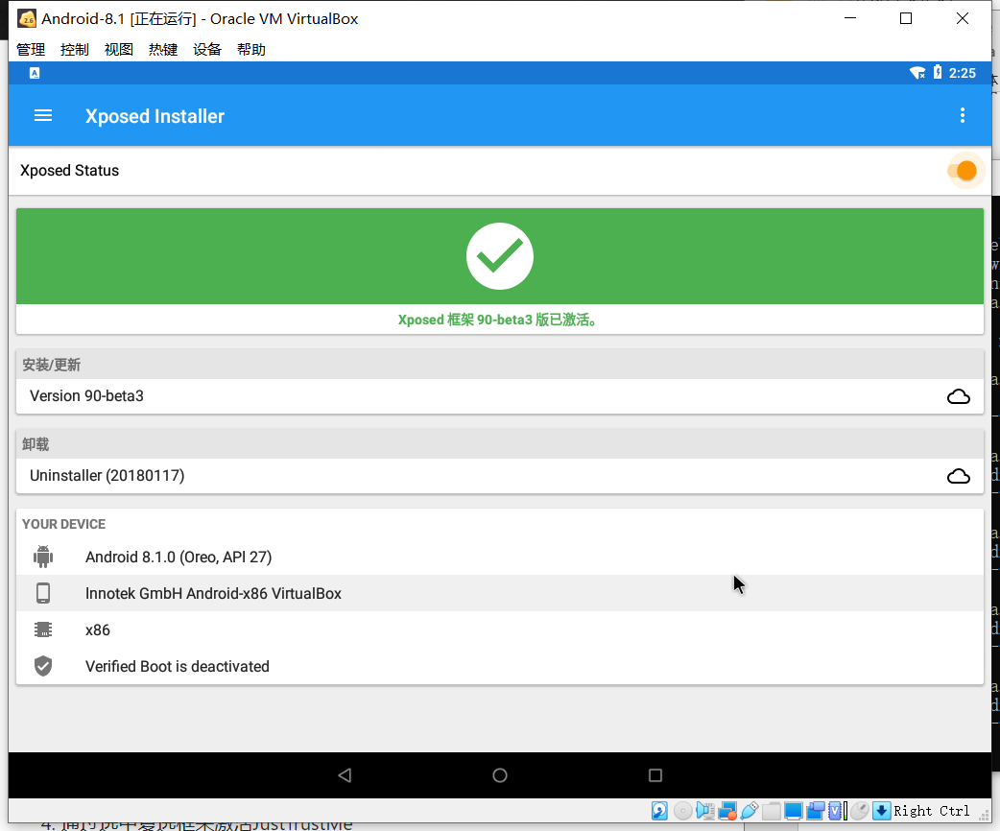 Android-8.1 [正在运行] - Oracle VM VirtualBox
管理 控制 视图 热键 设备 帮助
A 2:25
Xposed Installer
Xposed Status
Xposed 框架 90-beta3 版已激活。
安装/更新
Version 90-beta3
卸载
Uninstaller (20180117)
YOUR DEVICE
Android 8.1.0 (Oreo, API 27)
Innotek GmbH Android-x86 VirtualBox
x86
Verified Boot is deactivated
Right Ctrl